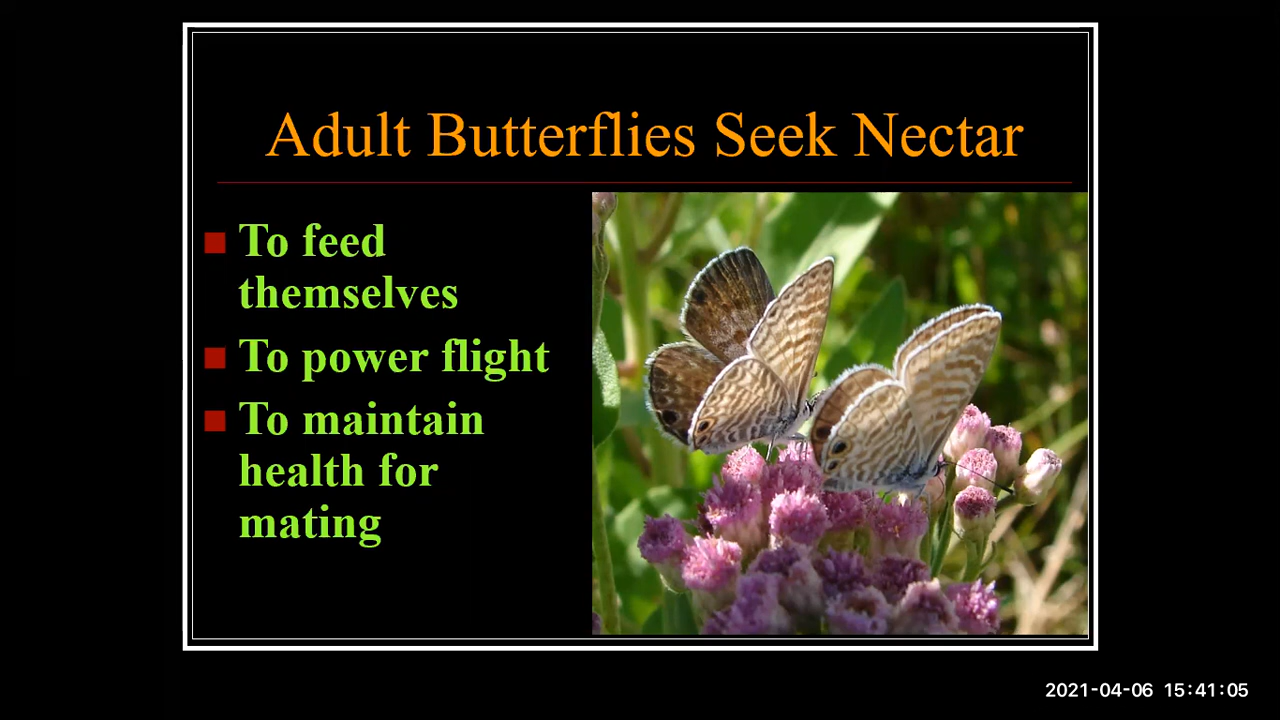 Adult Butterflies Seek Nectar
To feed
themselves
To power flight
To maintain
health for
mating
2021-04-06 15:41:05